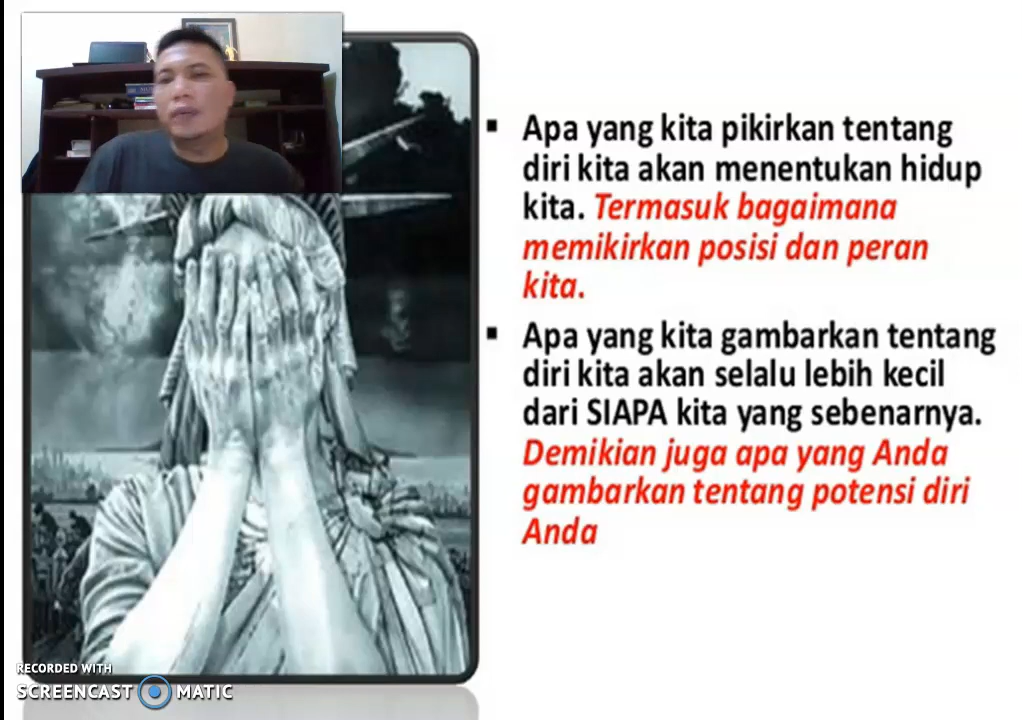 Apa yang kita pikirkan tentang
diri kita akan menentukan hidup
kita. Termasuk bagaimana
memikirkan posisi dan peran
kita.
Apa yang kita gambarkan tentang
diri kita akan selalu lebih kecil
dari SIAPA kita yang sebenarnya.
Demikian juga apa yang Anda
gambarkan tentang potensi diri
Anda
RECORDED WITH
SCREENCAST MATIC